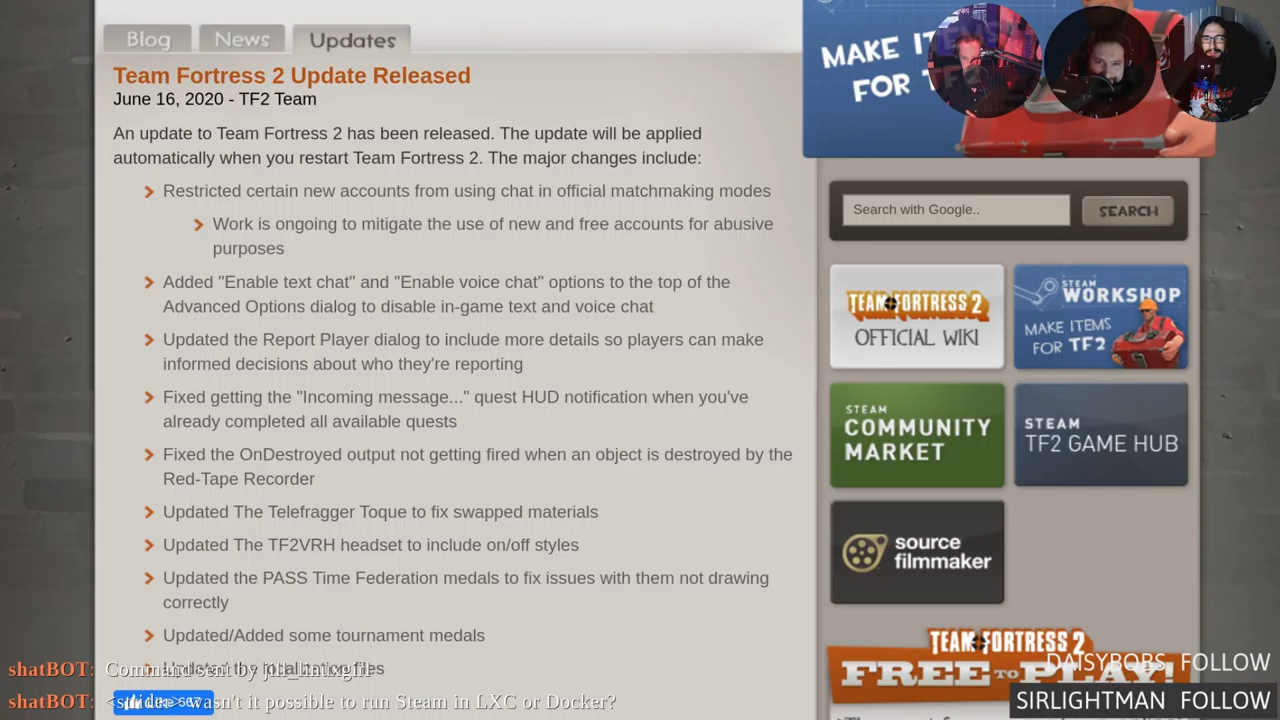 Blog
News
Updates
Team Fortress 2 Update Released
June 16, 2020 - TF2 Team
An update to Team Fortress 2 has been released. The update will be applied
automatically when you restart Team Fortress 2. The major changes include:
Restricted certain new accounts from using chat in official matchmaking modes
Work is ongoing to mitigate the use of new and free accounts for abusive
purposes
Added "Enable text chat" and "Enable voice chat" options to the top of the
Advanced Options dialog to disable in-game text and voice chat
Updated the Report Player dialog to include more details so players can make
informed decisions about who they're reporting
Fixed getting the "Incoming message..." quest HUD notification when you've
already completed all available quests
Fixed the OnDestroyed output not getting fired when an object is destroyed by the
Red-Tape Recorder
Updated The Telefragger Toque to fix swapped materials
Updated The TF2VRH headset to include on/off styles
Updated the PASS Time Federation medals to fix issues with them not drawing
correctly
Updated/Added some tournament medals
Updated the localization files
shatBOT: Command sent by
shatBOT: wasn't it possible to run Steam in LXC or Docker?
MAKE
FOR
Search with Google..
SEARCH
TEAM FORTRESS 2
OFFICIAL WIKI
STEAM
WORKSHOP
MAKE ITEMS
FOR TF2
STEAM
COMMUNITY
MARKET
STEAM
TF2 GAME HUB
source
filmmaker
TEAM FORTRESS 2
FREE TO PLAY!
DAISYBOBS FOLLOW
SIRLIGHTMAN FOLLOW